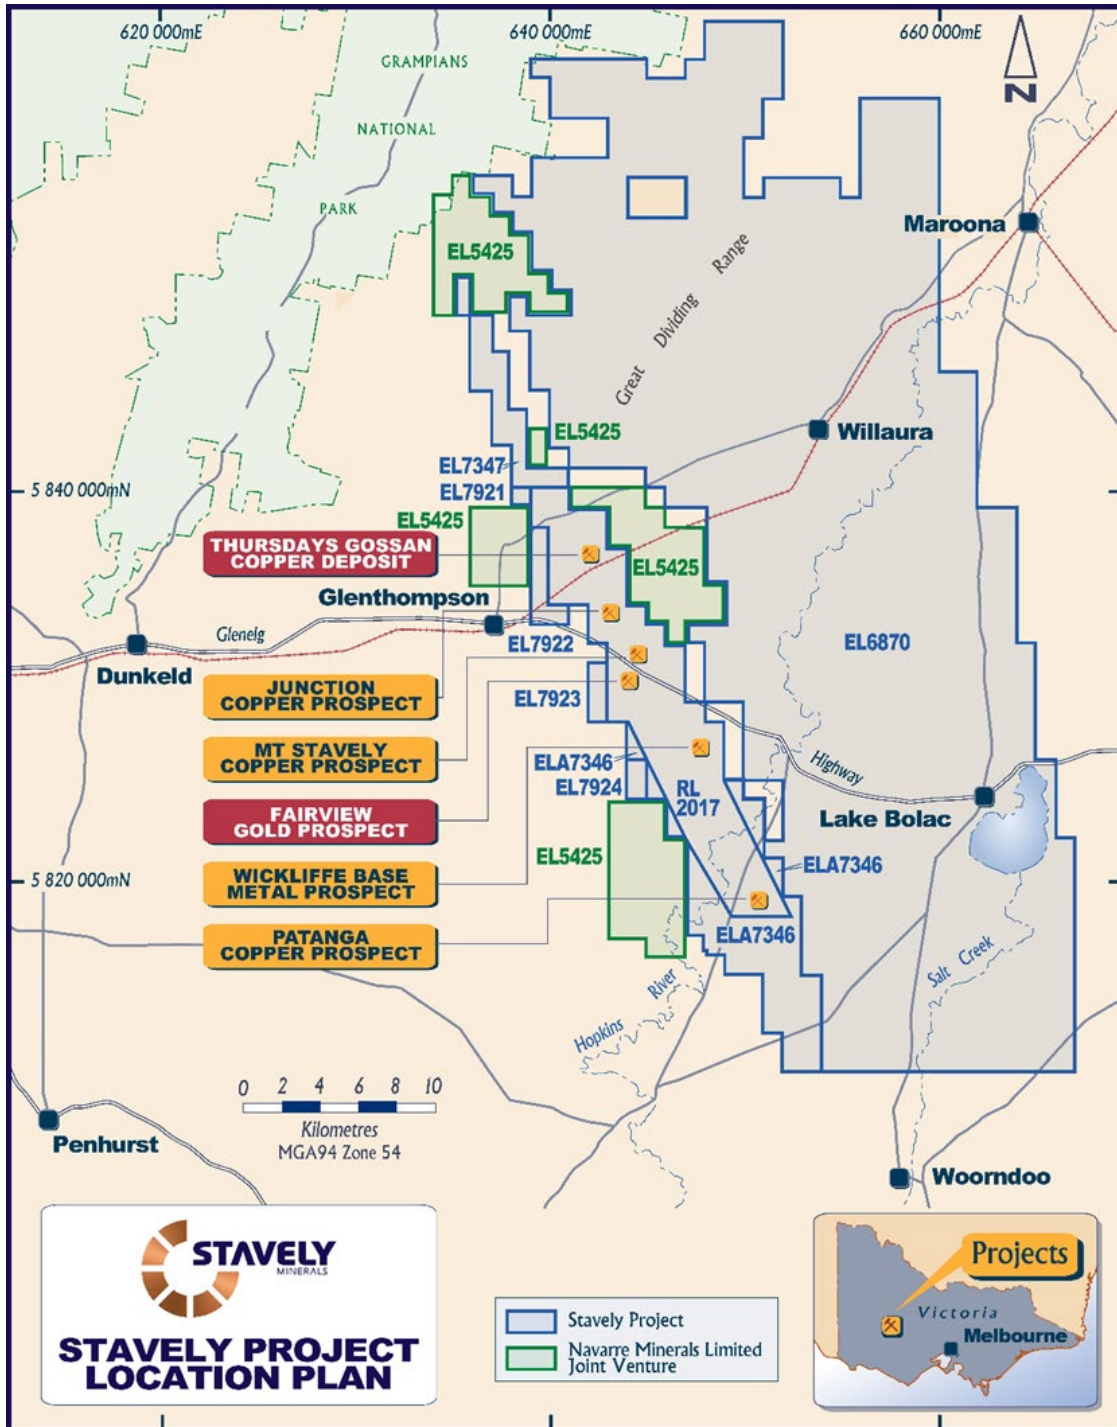 620 000mE
640 000mE
660 000mE
GRAMPIANS
NATIONAL
PARK
N
Maroona
EL5425
Great Dividing Range
EL5425
Willaura
EL7347
EL7921
5 840 000mN
EL5425
THURSDAYS GOSSAN
COPPER DEPOSIT
EL5425
Glenthompson
Glenelg
EL7922
EL6870
Dunkeld
JUNCTION
COPPER PROSPECT
EL7923
MT STAVELY
COPPER PROSPECT
ELA7346
EL7924
RL
2017
Highway
FAIRVIEW
GOLD PROSPECT
Lake Bolac
EL5425
ELA7346
WICKLIFFE BASE
METAL PROSPECT
5 820 000mN
PATANGA
COPPER PROSPECT
ELA7346
Salt Creek
Hopkins River
0 2 4 6 8 10
Kilometres
MGA94 Zone 54
Penhurst
Woorndoo
STAVELY
MINERALS
STAVELY PROJECT
LOCATION PLAN
Stavely Project
Navarre Minerals Limited
Joint Venture
Projects
Victoria
Melbourne